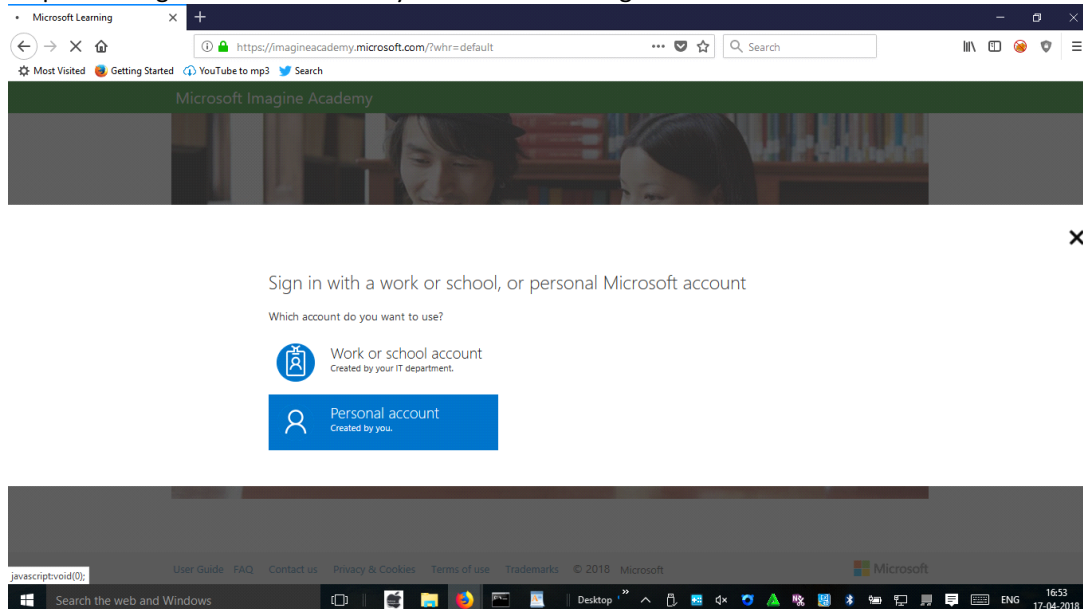 Microsoft Learning
https://imagineacademy.microsoft.com/?whr=default
Search
Most Visited Getting Started YouTube to mp3 Search
Microsoft Imagine Academy
Sign in with a work or school, or personal Microsoft account
Which account do you want to use?
Work or school account
Created by your IT department.
Personal account
Created by you.
User Guide FAQ Contact us Privacy & Cookies Terms of use Trademarks © 2018 Microsoft
Microsoft
javascript:void(0);
Search the web and Windows
Desktop
ENG
16:53
17-04-2018